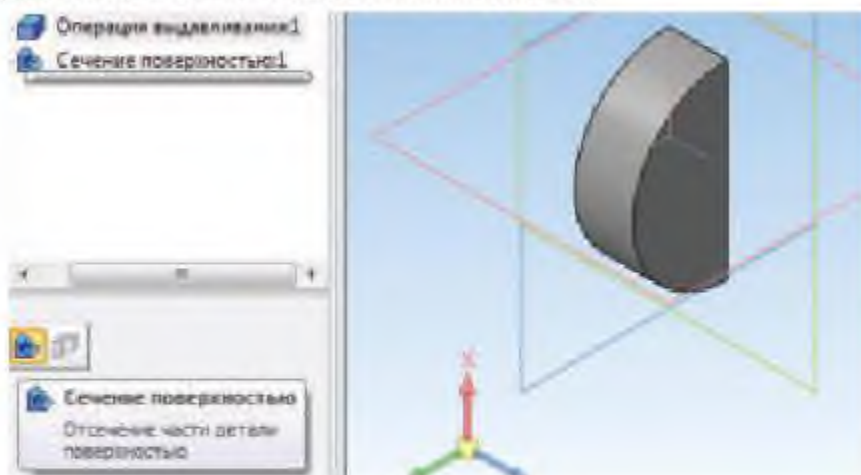 Операция выдавливания:1
Сечение поверхностью:1
X
Сечение поверхностью
Отсечение части детали
поверхностью